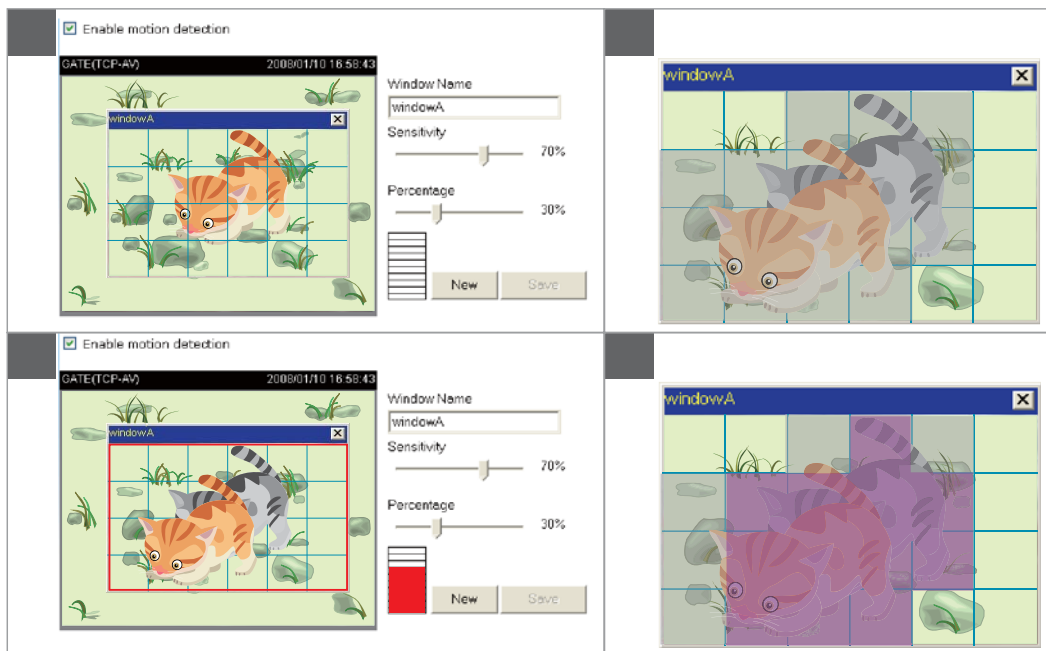 Enable motion detection
GATE(TCP-AV) 2008/01/10 16:58:43
windowA
Window Name
windowA
Sensitivity
70%
Percentage
30%
New Save
windowA
Enable motion detection
GATE(TCP-AV) 2008/01/10 16:58:43
windowA
Window Name
windowA
Sensitivity
70%
Percentage
30%
New Save
windowA